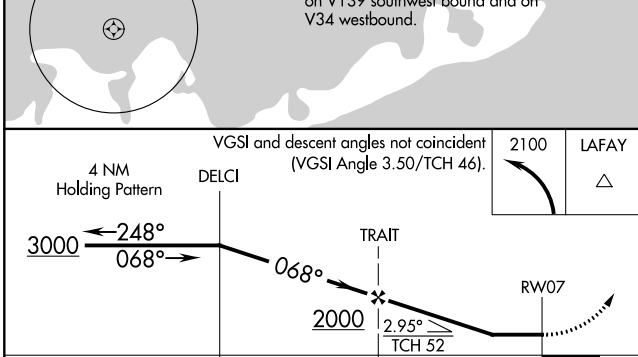 on V139 southwest bound and on
V34 westbound.
VGSI and descent angles not coincident
(VGSI Angle 3.50/TCH 46).
2100
LAFAY
4 NM
Holding Pattern
DELCI
3000
248°
068°
068°
TRAIT
2000
2.95°
TCH 52
RW07